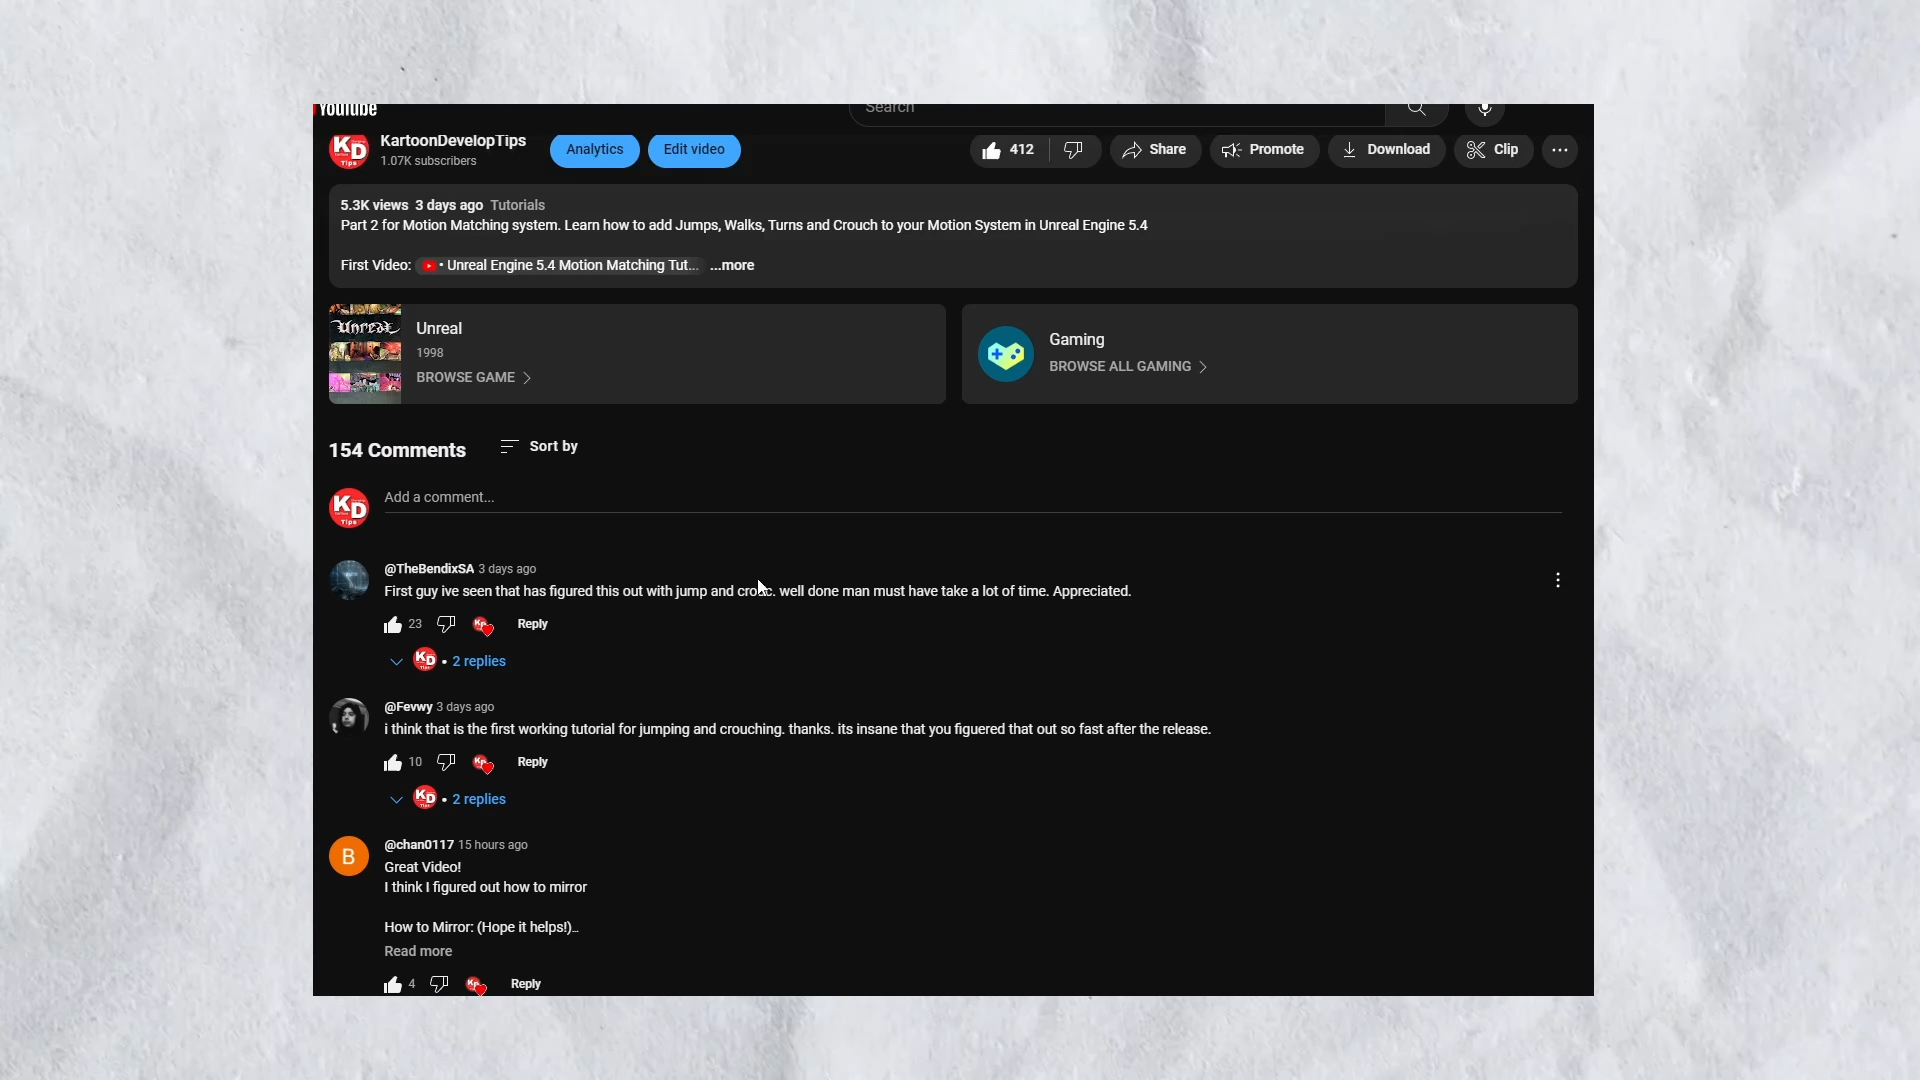 YouTube
Search
KartoonDevelopTips
1.07K subscribers
Analytics
Edit video
412
Share
Promote
Download
Clip
5.3K views 3 days ago Tutorials
Part 2 for Motion Matching system. Learn how to add Jumps, Walks, Turns and Crouch to your Motion System in Unreal Engine 5.4
First Video: • Unreal Engine 5.4 Motion Matching Tut... ...more
Unreal
Unreal
1998
BROWSE GAME
Gaming
BROWSE ALL GAMING
154 Comments
Sort by
KD
Tips
Add a comment...
@TheBendixSA 3 days ago
First guy ive seen that has figured this out with jump and crouc. well done man must have take a lot of time. Appreciated.
23
Reply
KD • 2 replies
@Fevwy 3 days ago
i think that is the first working tutorial for jumping and crouching. thanks. its insane that you figuered that out so fast after the release.
10
Reply
KD • 2 replies
B
@chan0117 15 hours ago
Great Video!
I think I figured out how to mirror
How to Mirror: (Hope it helps!)...
Read more
4
Reply